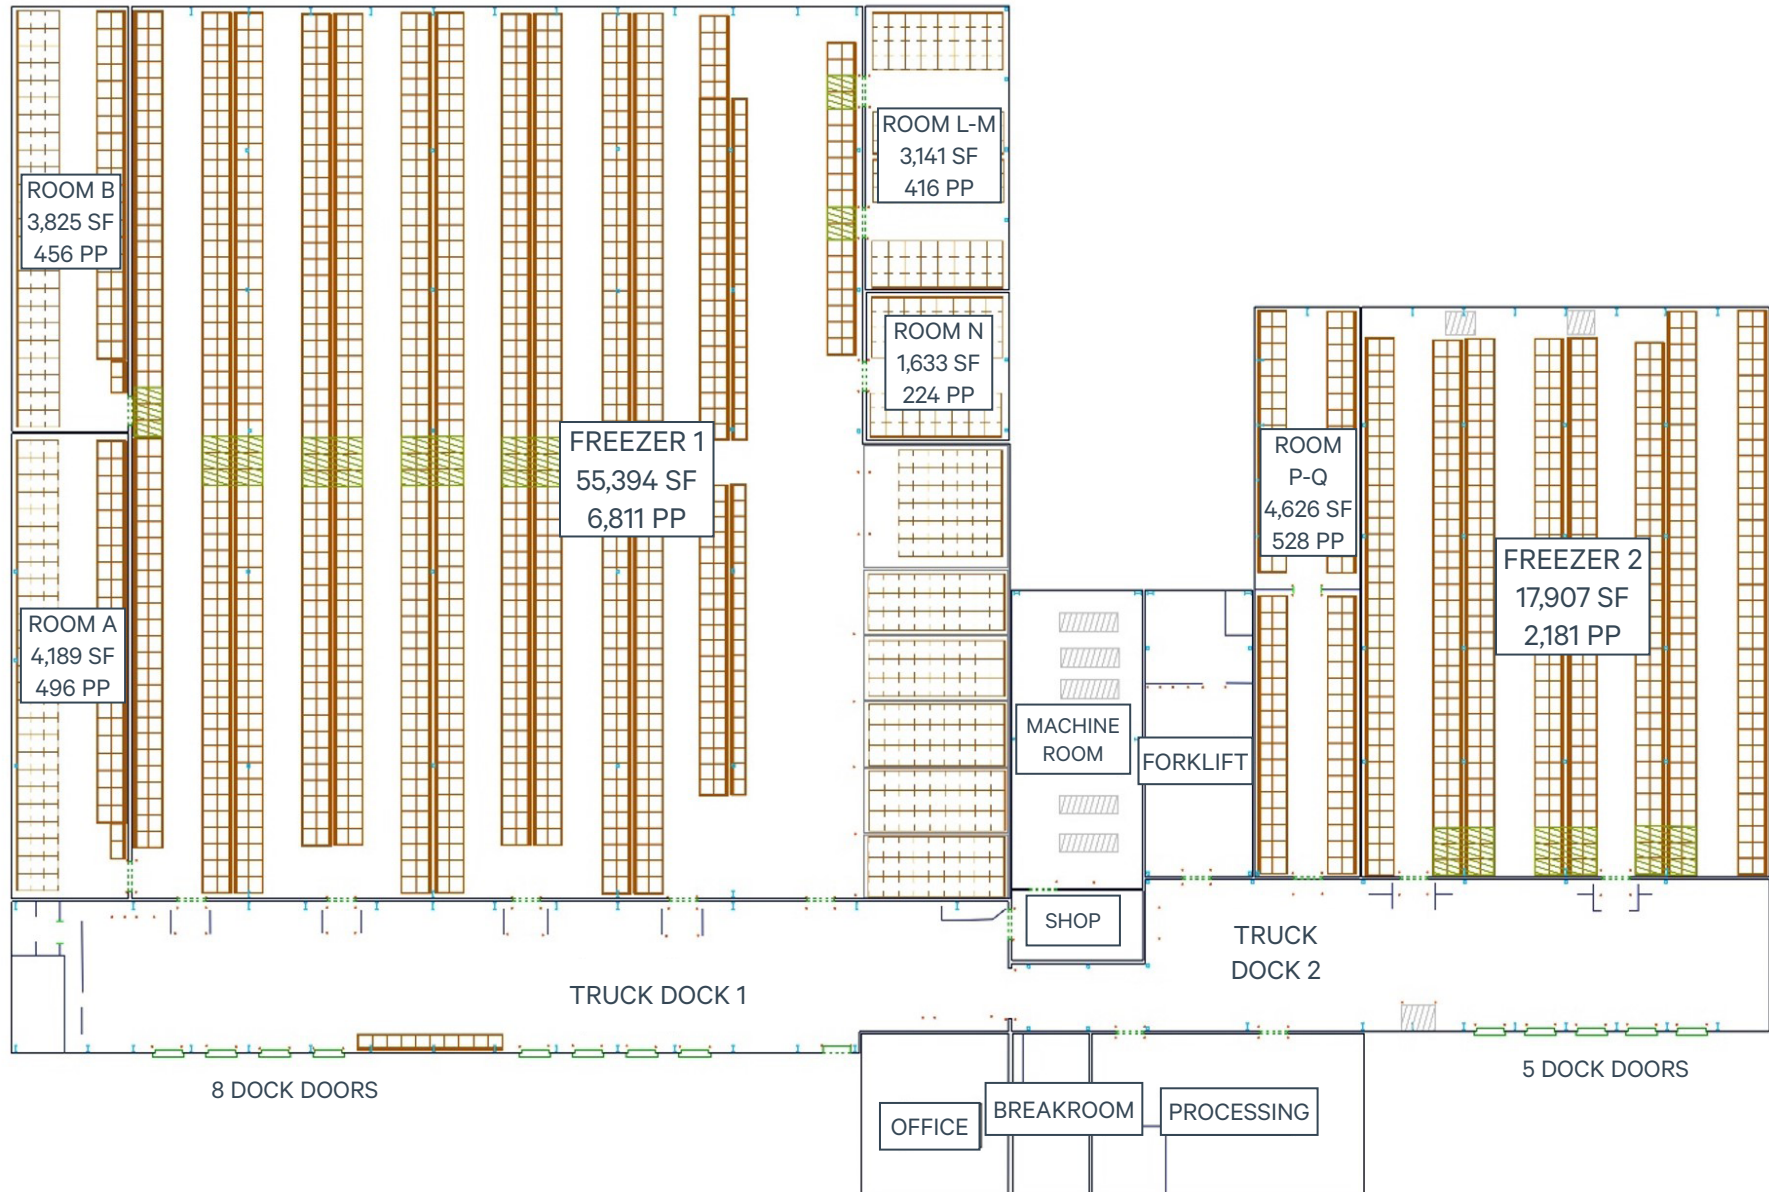 ROOM B
3,825 SF
456 PP
ROOM L-M
3,141 SF
416 PP
ROOM N
1,633 SF
224 PP
FREEZER 1
55,394 SF
6,811 PP
ROOM
P-Q
4,626 SF
528 PP
FREEZER 2
17,907 SF
2,181 PP
ROOM A
4,189 SF
496 PP
MACHINE
ROOM
FORKLIFT
SHOP
TRUCK
DOCK 2
TRUCK DOCK 1
8 DOCK DOORS
5 DOCK DOORS
OFFICE
BREAKROOM
PROCESSING